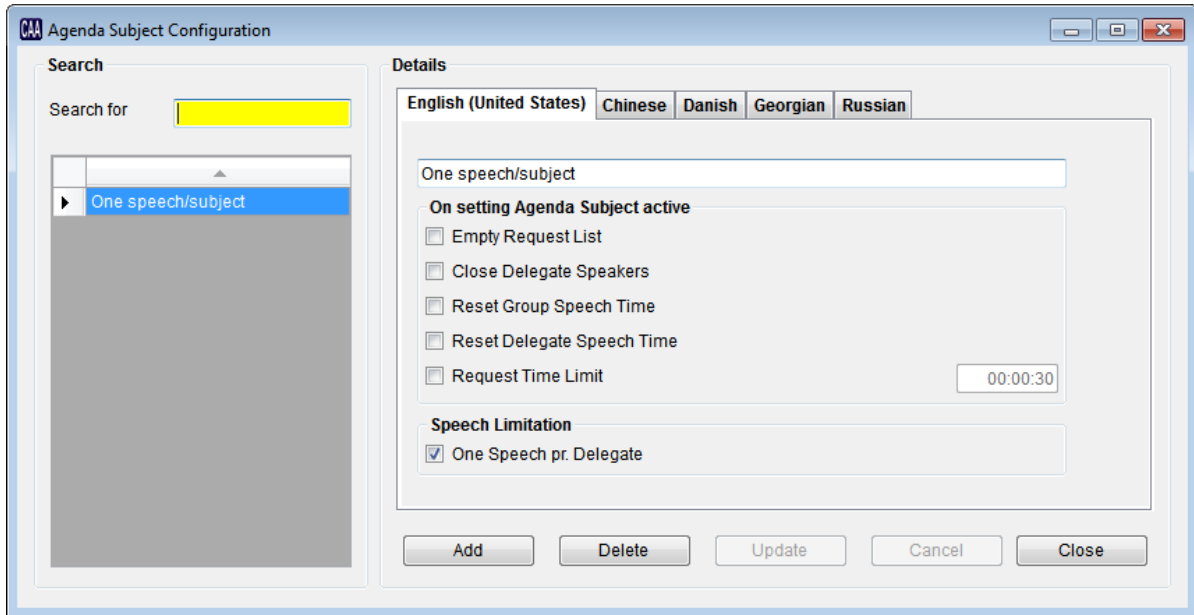 CAA Agenda Subject Configuration
Search
Search for
One speech/subject
Details
English (United States) Chinese Danish Georgian Russian
One speech/subject
On setting Agenda Subject active
Empty Request List
Close Delegate Speakers
Reset Group Speech Time
Reset Delegate Speech Time
Request Time Limit 00:00:30
Speech Limitation
One Speech pr. Delegate
Add Delete Update Cancel Close